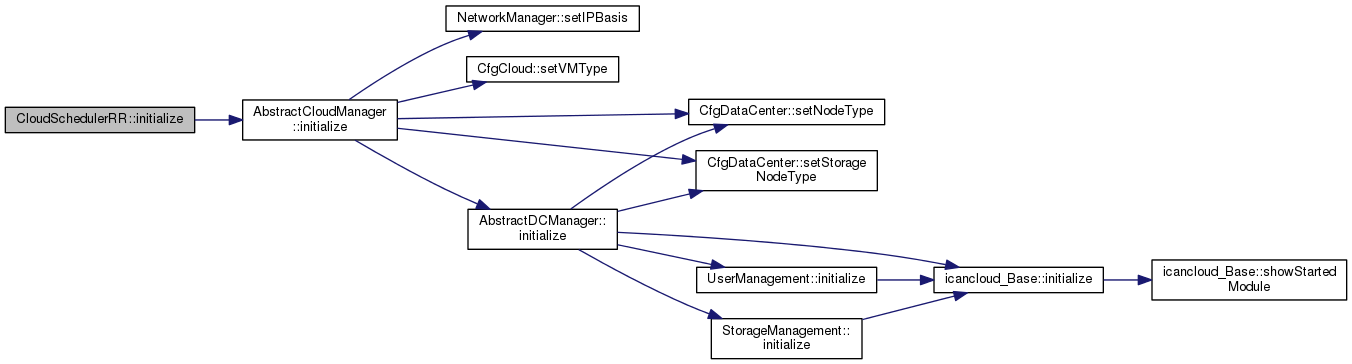 NetworkManager::setIPBasis
CfgCloud::setVMType
CloudSchedulerRR::initialize
AbstractCloudManager
::initialize
CfgDataCenter::setNodeType
CfgDataCenter::setStorage
NodeType
AbstractDCManager::
initialize
UserManagement::initialize
icancloud_Base::initialize
icancloud_Base::showStarted
Module
StorageManagement::
initialize